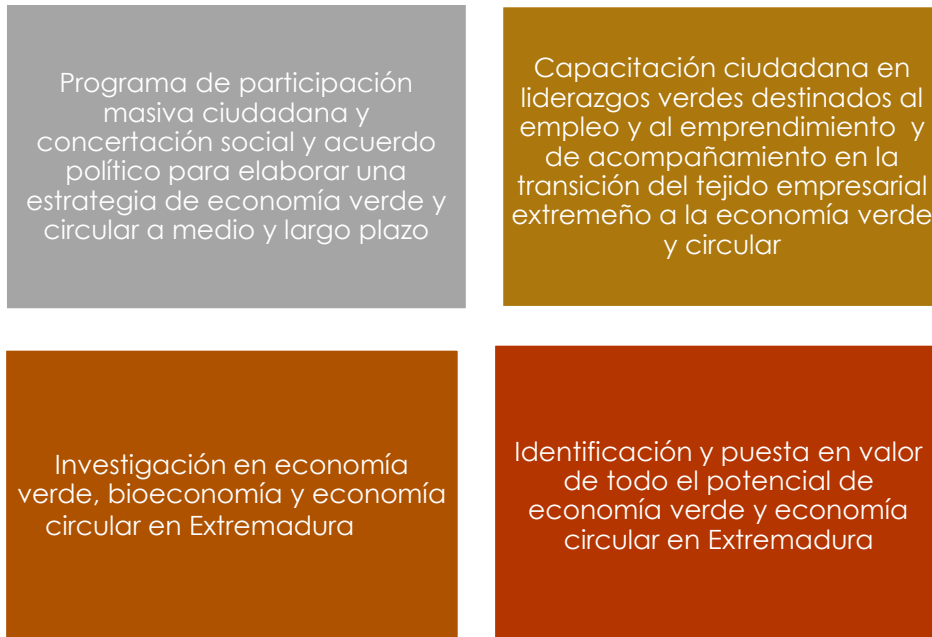 Programa de participación
masiva ciudadana y
concertación social y acuerdo
político para elaborar una
estrategia de economía verde y
circular a medio y largo plazo
Capacitación ciudadana en
liderazgos verdes destinados al
empleo y al emprendimiento y
de acompañamiento en la
transición del tejido empresarial
extremeño a la economía verde
y circular
Investigación en economía
verde, bioeconomía y economía
circular en Extremadura
Identificación y puesta en valor
de todo el potencial de
economía verde y economía
circular en Extremadura